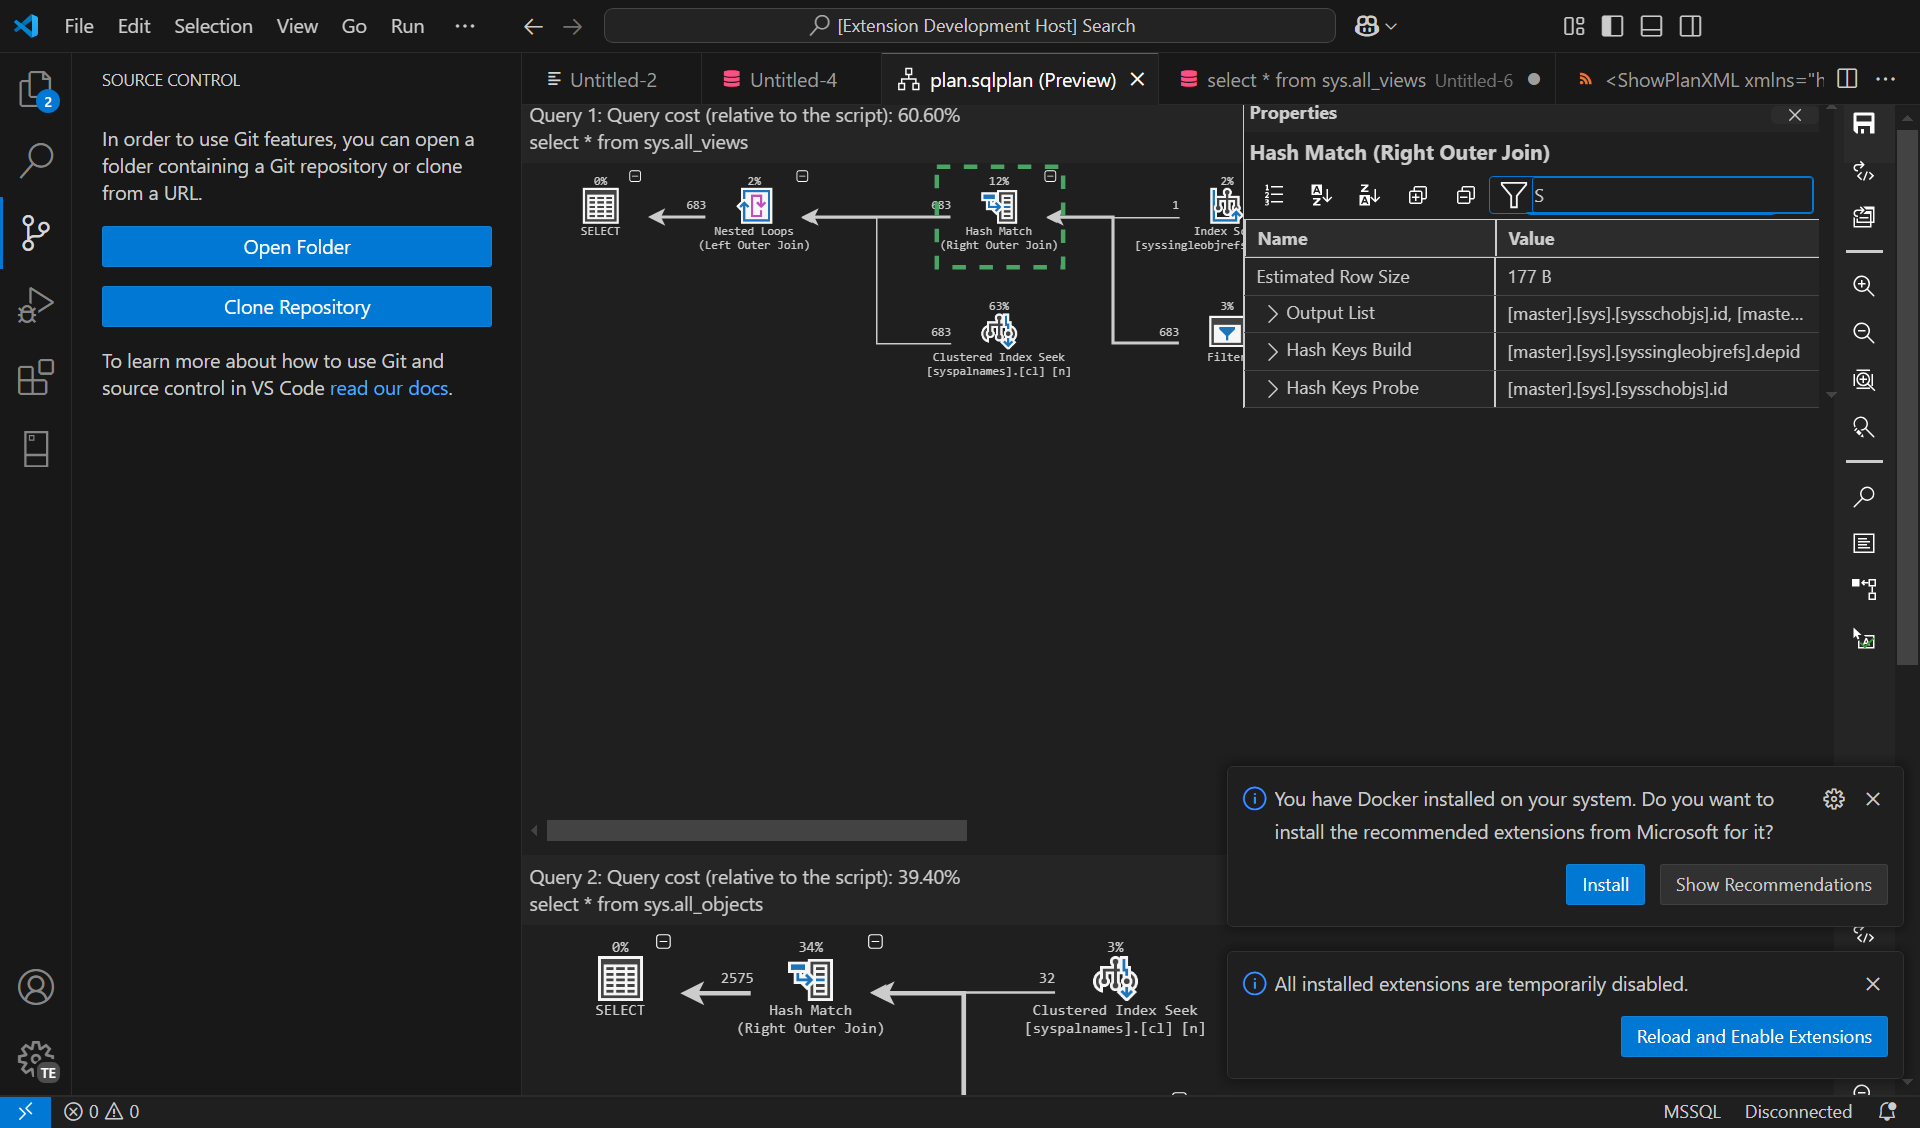 File Edit Selection View Go Run ···
[Extension Development Host] Search
2
SOURCE CONTROL
In order to use Git features, you can open a
folder containing a Git repository or clone
from a URL.
Open Folder
Clone Repository
To learn more about how to use Git and
source control in VS Code read our docs.
TE
Untitled-2
Untitled-4
plan.sqlplan (Preview)
select * from sys.all_views Untitled-6
<ShowPlanXML xmlns="h
Query 1: Query cost (relative to the script): 60.60%
select * from sys.all_views
0%
SELECT
683
2%
Nested Loops
(Left Outer Join)
683
12%
Hash Match
(Right Outer Join)
1
2%
Index S
[syssingleobjrefs
683
63%
Clustered Index Seek
[syspalnames].[cl] [n]
683
3%
Filter
Properties
Hash Match (Right Outer Join)
S
Name Value
Estimated Row Size 177 B
Output List [master].[sys].[sysschobjs].id, [maste...
Hash Keys Build [master].[sys].[syssingleobjrefs].depid
Hash Keys Probe [master].[sys].[sysschobjs].id
Query 2: Query cost (relative to the script): 39.40%
select * from sys.all_objects
0%
SELECT
2575
34%
Hash Match
(Right Outer Join)
32
3%
Clustered Index Seek
[syspalnames].[cl] [n]
You have Docker installed on your system. Do you want to
install the recommended extensions from Microsoft for it?
Install
Show Recommendations
All installed extensions are temporarily disabled.
Reload and Enable Extensions
0 0
MSSQL Disconnected